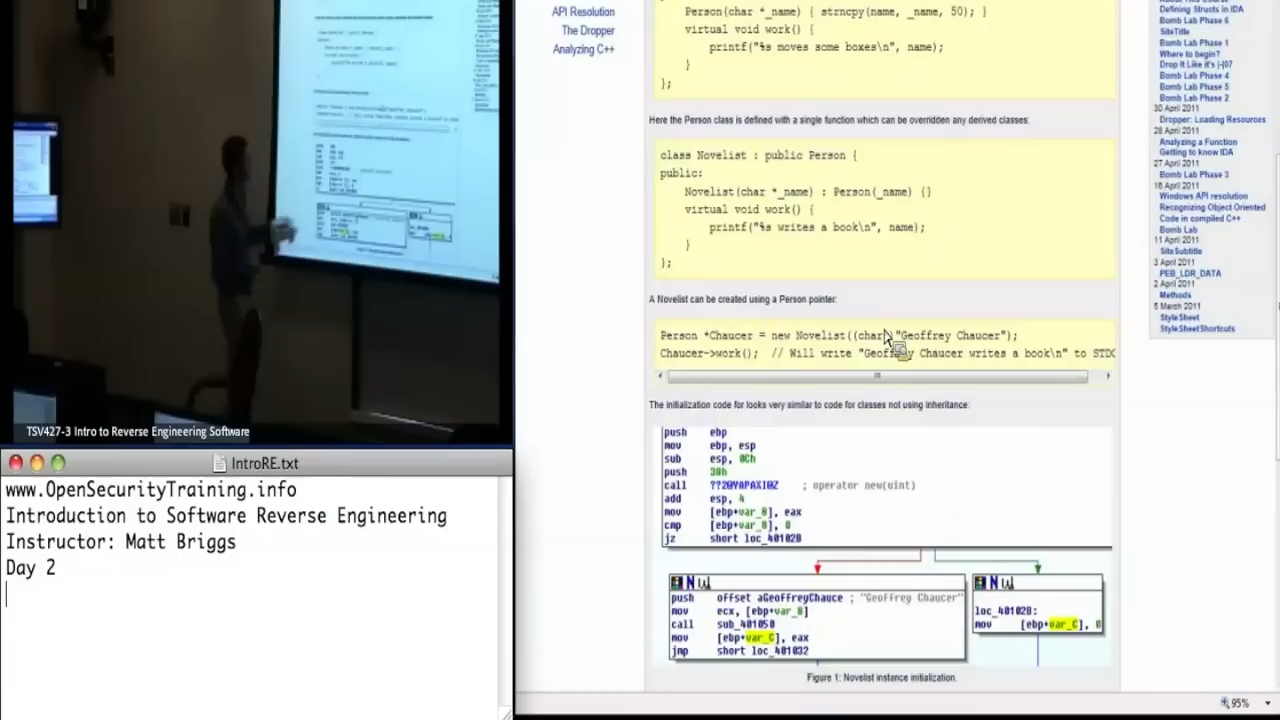 TSV427-3 Intro to Reverse Engineering Software
IntroRE.txt
www.OpenSecurityTraining.info
Introduction to Software Reverse Engineering
Instructor: Matt Briggs
Day 2
API Resolution
The Dropper
Analyzing C++
Person(char *_name) { strncpy(name, _name, 50); }
virtual void work() {
printf("%s moves some boxes\n", name);
}
};
Here the Person class is defined with a single function which can be overridden any derived classes:
class Novelist : public Person {
public:
Novelist(char *_name) : Person(_name) {}
virtual void work() {
printf("%s writes a book\n", name);
}
};
A Novelist can be created using a Person pointer:
Person *Chaucer = new Novelist((char "Geoffrey Chaucer");
Chaucer->work(); // Will write "Geoffrey Chaucer writes a book\n" to STDO
The initialization code for looks very similar to code for classes not using inheritance:
push ebp
mov ebp, esp
sub esp, 0Ch
push 38h
call ??2@YAPAXI@Z ; operator new(uint)
add esp, 4
mov [ebp+var_8], eax
cmp [ebp+var_8], 0
jz short loc_40102B
push offset aGeoffreyChauce ; "Geoffrey Chaucer"
mov ecx, [ebp+var_8]
call sub_401050
mov [ebp+var_C], eax
jmp short loc_401032
loc_40102B:
mov [ebp+var_C], 0
Figure 1: Novelist instance initialization.
Defining Structs in IDA
Bomb Lab Phase 6
SiteTitle
Bomb Lab Phase 1
Where to begin?
Drop It Like it's |-|07
Bomb Lab Phase 4
Bomb Lab Phase 5
Bomb Lab Phase 2
30 April 2011
Dropper: Loading Resources
28 April 2011
Analyzing a Function
Getting to know IDA
27 April 2011
Bomb Lab Phase 3
16 April 2011
Windows API resolution
Recognizing Object Oriented
Code in compiled C++
Bomb Lab
11 April 2011
SiteSubtitle
3 April 2011
PEB_LDR_DATA
2 April 2011
Methods
5 March 2011
StyleSheet
StyleSheetShortcuts
95%